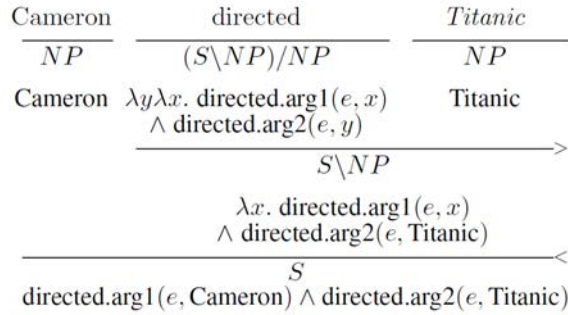 Cameron directed Titanic
NP (S\NP)/NP NP
Cameron λyλx. directed.arg1(e, x) Titanic
∧ directed.arg2(e, y)
>
S\NP
λx. directed.arg1(e, x)
∧ directed.arg2(e, Titanic)
<
S
directed.arg1(e, Cameron) ∧ directed.arg2(e, Titanic)